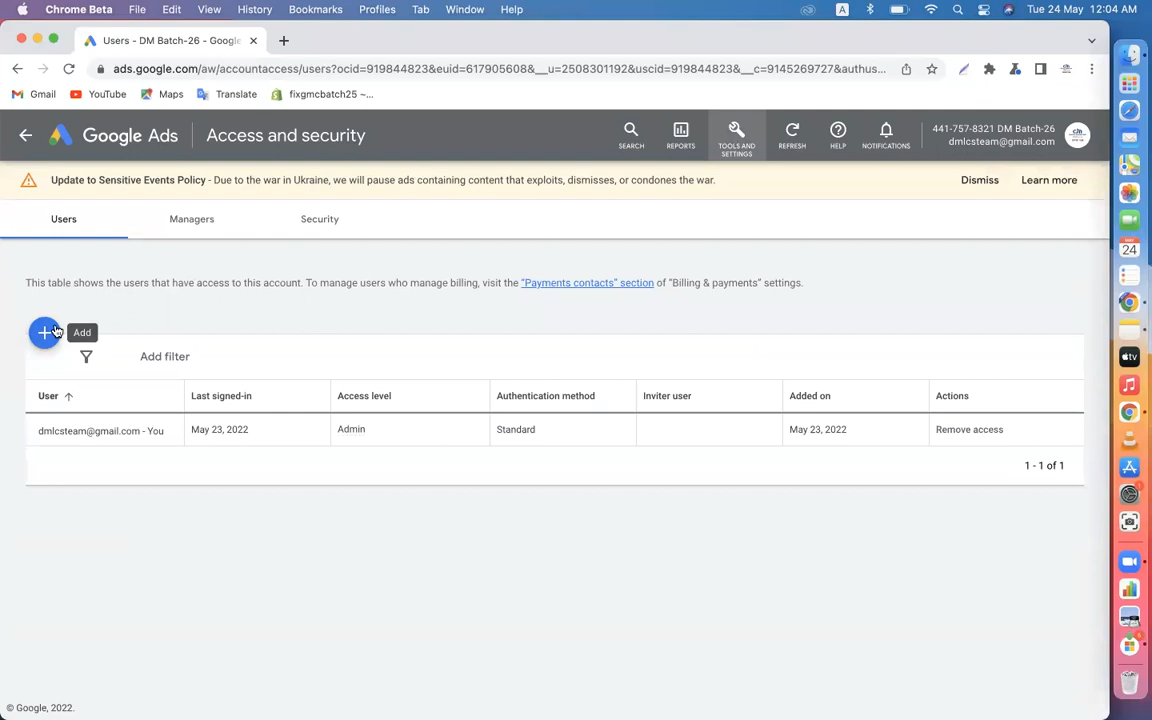 Chrome Beta File Edit View History Bookmarks Profiles Tab Window Help A Tue 24 May 12:04 AM
Users - DM Batch-26 - Google
ads.google.com/aw/accountaccess/users?ocid=919844823&euid=617905608&__u=2508301192&uscid=919844823&__c=9145269727&authus...
Gmail YouTube Maps Translate fixgmcbatch25 ~...
Google Ads Access and security
SEARCH REPORTS TOOLS AND SETTINGS REFRESH HELP NOTIFICATIONS
441-757-8321 DM Batch-26
dmlcsteam@gmail.com
Update to Sensitive Events Policy - Due to the war in Ukraine, we will pause ads containing content that exploits, dismisses, or condones the war. Dismiss Learn more
Users Managers Security
This table shows the users that have access to this account. To manage users who manage billing, visit the "Payments contacts" section of "Billing & payments" settings.
Add
Add filter
User Last signed-in Access level Authentication method Inviter user Added on Actions
dmlcsteam@gmail.com - You May 23, 2022 Admin Standard May 23, 2022 Remove access
1 - 1 of 1
© Google, 2022.
24
tv